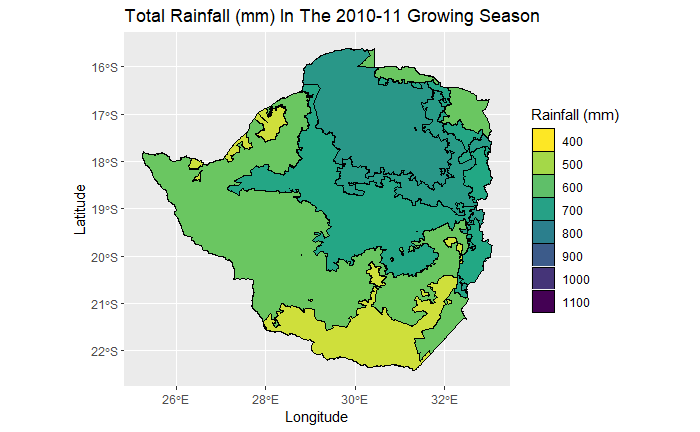 Total Rainfall (mm) In The 2010-11 Growing Season
16°S
17°S
18°S
19°S
20°S
21°S
22°S
Latitude
26°E 28°E 30°E 32°E
Longitude
Rainfall (mm)
400
500
600
700
800
900
1000
1100